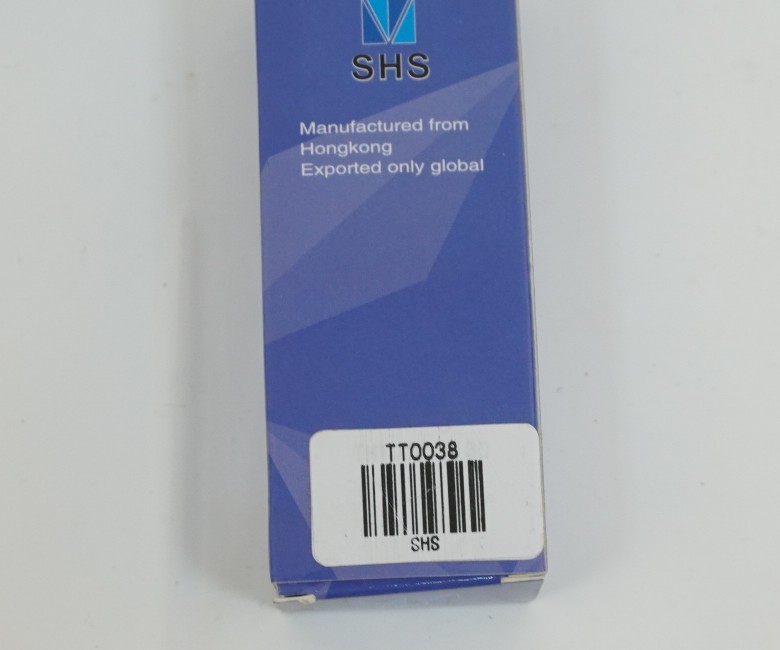 SHS
Manufactured from
Hongkong
Exported only global
TT0038
SHS